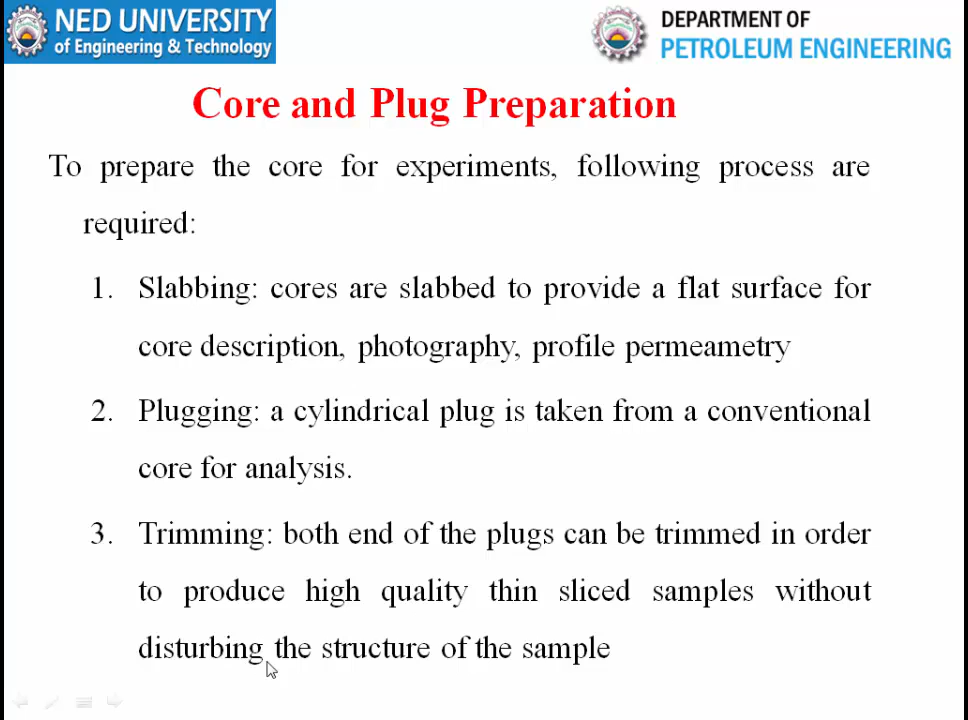 NED UNIVERSITY
of Engineering & Technology
DEPARTMENT OF
PETROLEUM ENGINEERING
Core and Plug Preparation
To prepare the core for experiments, following process are
required:
1. Slabbing: cores are slabbed to provide a flat surface for
core description, photography, profile permeametry
2. Plugging: a cylindrical plug is taken from a conventional
core for analysis.
3. Trimming: both end of the plugs can be trimmed in order
to produce high quality thin sliced samples without
disturbing the structure of the sample